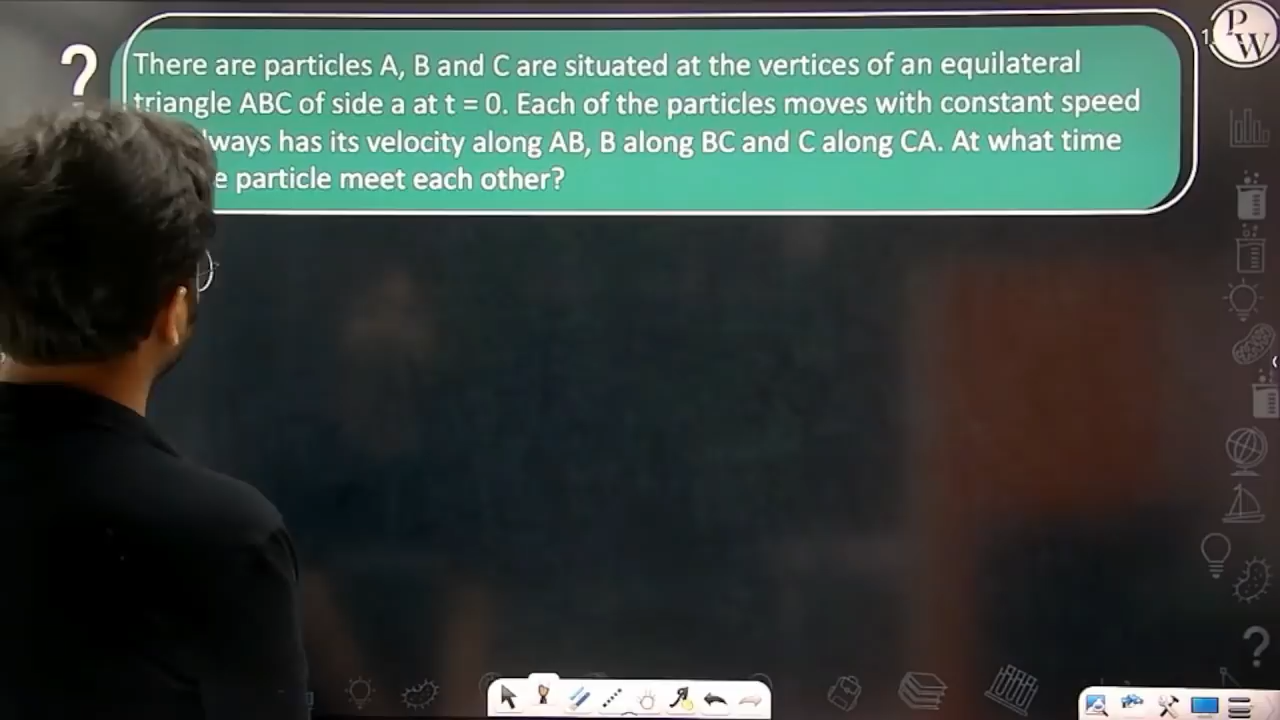 ?
There are particles A, B and C are situated at the vertices of an equilateral
triangle ABC of side a at t = 0. Each of the particles moves with constant speed
ways has its velocity along AB, B along BC and C along CA. At what time
particle meet each other?
P
W
?